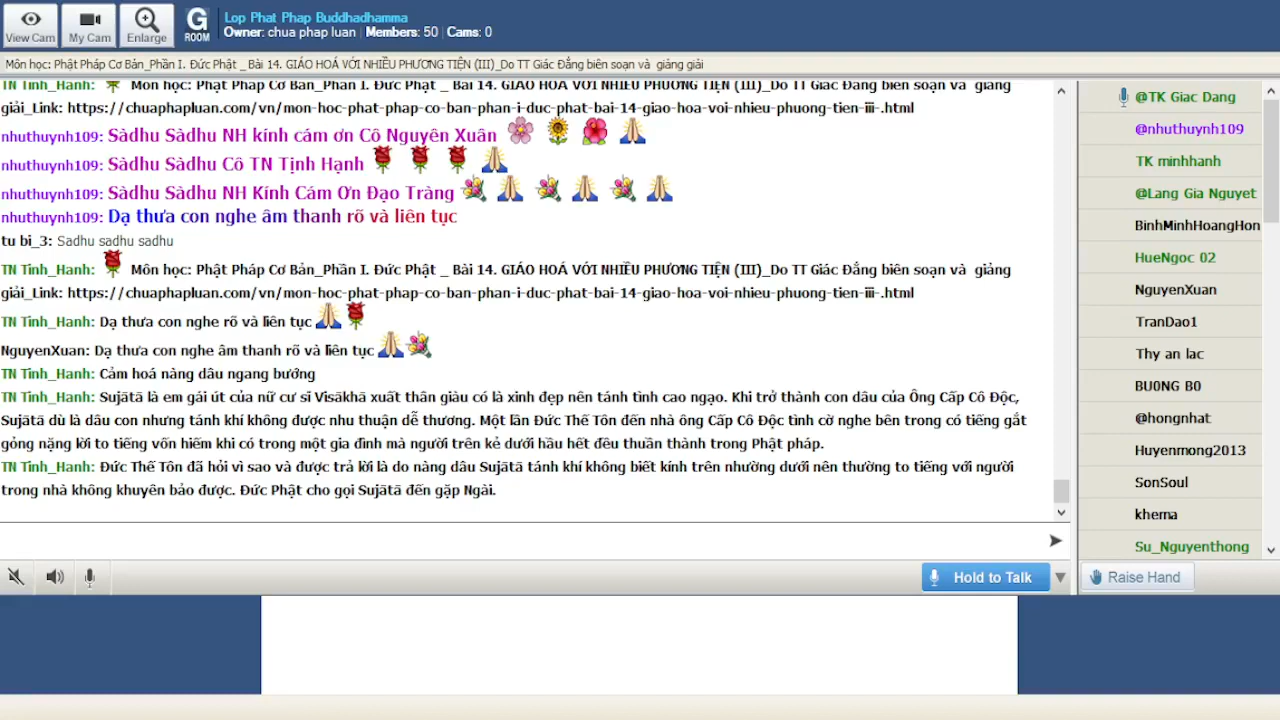 View Cam
My Cam
Enlarge
G
ROOM
Lop Phat Phap Buddhadhamma
Owner: chua phap luan | Members: 50 | Cams: 0
Môn học: Phật Pháp Cơ Bản_Phần I. Đức Phật _ Bài 14. GIÁO HOÁ VỚI NHIỀU PHƯƠNG TIỆN (III)_Do TT Giác Đẳng biên soạn và giảng giải
TN Tinh_Hanh: Môn học: Phật Pháp Cơ Bản_Phần I. Đức Phật _ Bài 14. GIÁO HOÁ VỚI NHIỀU PHƯƠNG TIỆN (III)_Do TT Giác Đẳng biên soạn và giảng
giải_Link: https://chuaphapluan.com/vn/mon-hoc-phat-phap-co-ban-phan-i-duc-phat-bai-14-giao-hoa-voi-nhieu-phuong-tien-iii-.html
nhuthuynh109: Sàdhu Sàdhu NH kính cám ơn Cô Nguyên Xuân
nhuthuynh109: Sàdhu Sàdhu Cô TN Tịnh Hạnh
nhuthuynh109: Sàdhu Sàdhu NH Kính Cám Ơn Đạo Tràng
nhuthuynh109: Dạ thưa con nghe âm thanh rõ và liên tục
tu bi_3: Sadhu sadhu sadhu
TN Tinh_Hanh: Môn học: Phật Pháp Cơ Bản_Phần I. Đức Phật _ Bài 14. GIÁO HOÁ VỚI NHIỀU PHƯƠNG TIỆN (III)_Do TT Giác Đẳng biên soạn và giảng
giải_Link: https://chuaphapluan.com/vn/mon-hoc-phat-phap-co-ban-phan-i-duc-phat-bai-14-giao-hoa-voi-nhieu-phuong-tien-iii-.html
TN Tinh_Hanh: Dạ thưa con nghe rõ và liên tục
NguyenXuan: Dạ thưa con nghe âm thanh rõ và liên tục
TN Tinh_Hanh: Cảm hoá nàng dâu ngang bướng
TN Tinh_Hanh: Sujātā là em gái út của nữ cư sĩ Visākhā xuất thân giàu có là xinh đẹp nên tánh tình cao ngạo. Khi trở thành con dâu của Ông Cấp Cô Độc,
Sujātā dù là dâu con nhưng tánh khí không được nhu thuận dễ thương. Một lần Đức Thế Tôn đến nhà ông Cấp Cô Độc tình cờ nghe bên trong có tiếng gắt
gỏng nặng lời to tiếng vốn hiếm khi có trong một gia đình mà người trên kẻ dưới hầu hết đều thuần thành trong Phật pháp.
TN Tinh_Hanh: Đức Thế Tôn đã hỏi vì sao và được trả lời là do nàng dâu Sujātā tánh khí không biết kính trên nhường dưới nên thường to tiếng với người
trong nhà không khuyên bảo được. Đức Phật cho gọi Sujātā đến gặp Ngài.
@TK Giac Dang
@nhuthuynh109
TK minhhanh
@Lang Gia Nguyet
BinhMinhHoangHon
HueNgoc 02
NguyenXuan
TranDao1
Thy an lac
BU0NG B0
@hongnhat
Huyenmong2013
SonSoul
khema
Su_Nguyenthong
Hold to Talk
Raise Hand